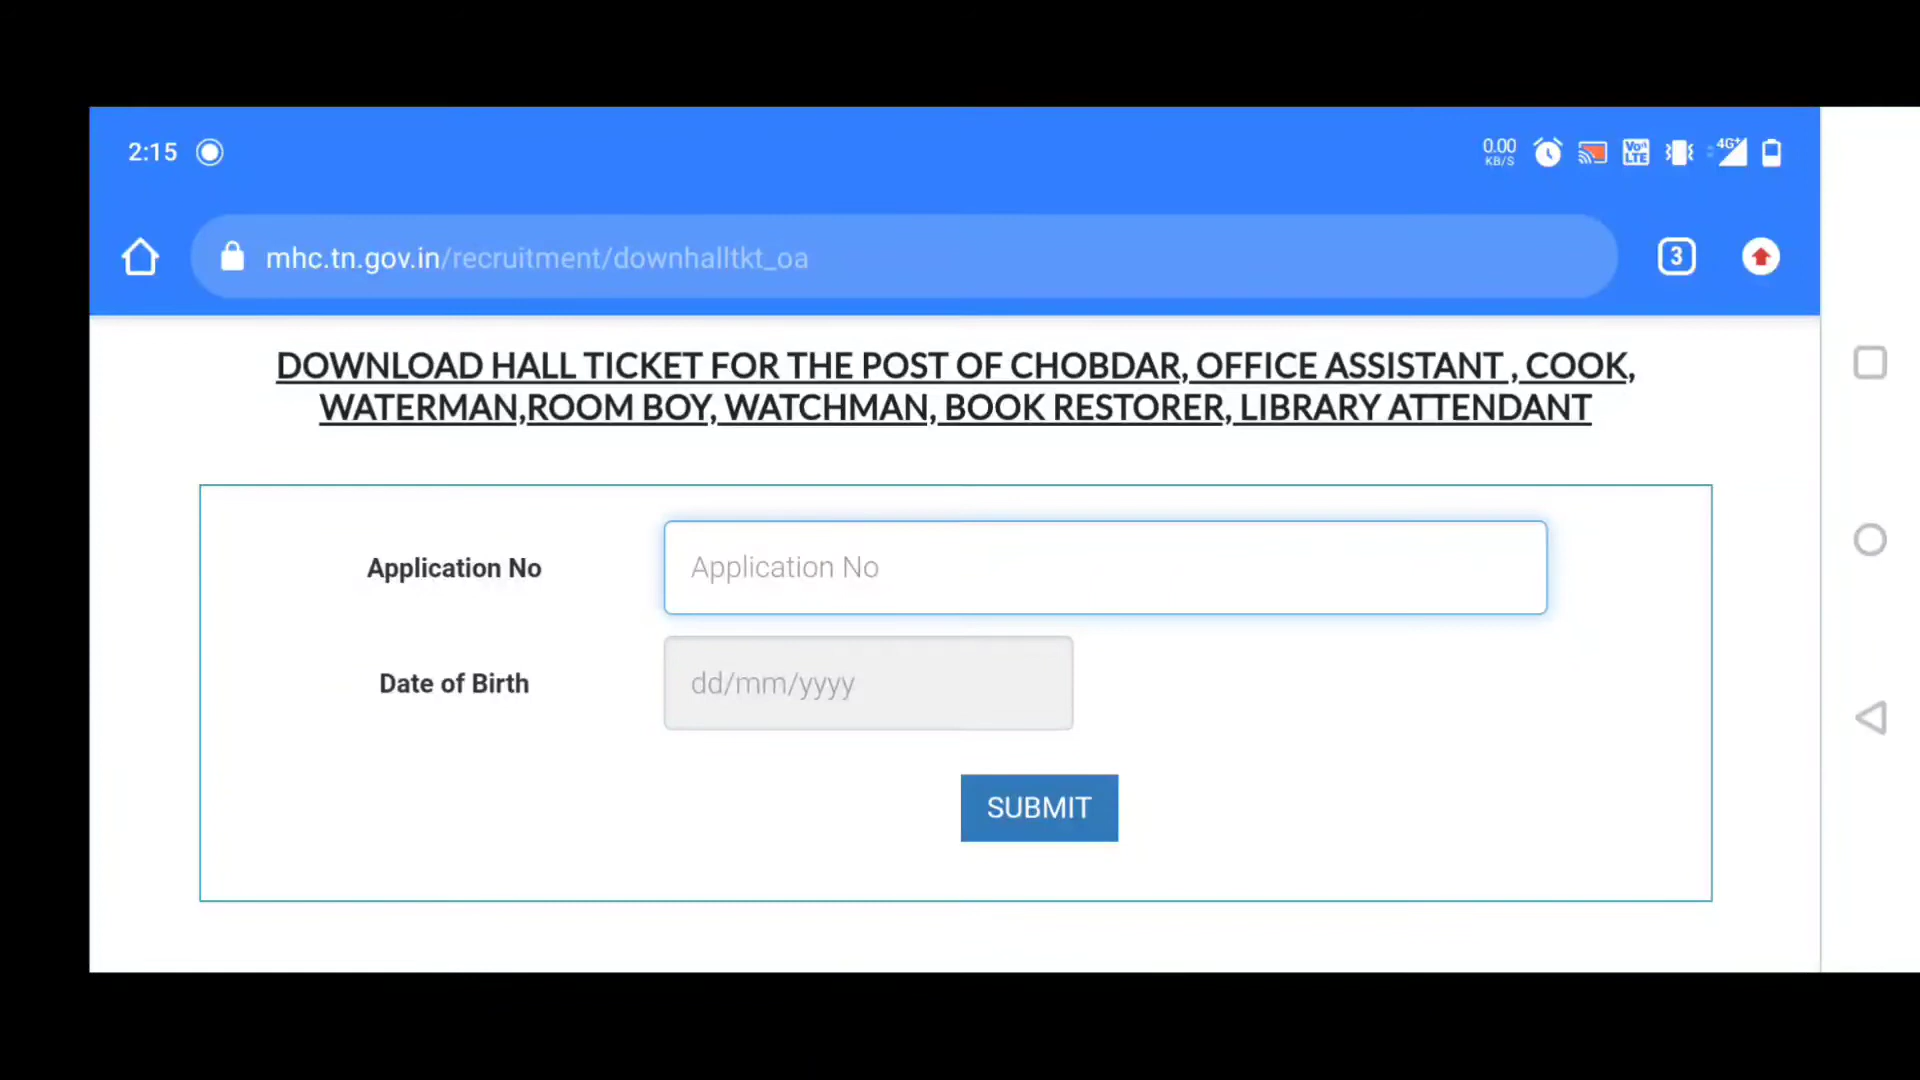 2:15
0.00
KB/S
Vo))
LTE
4G+
mhc.tn.gov.in/recruitment/downhalltkt_oa
3
DOWNLOAD HALL TICKET FOR THE POST OF CHOBDAR, OFFICE ASSISTANT , COOK,
WATERMAN,ROOM BOY, WATCHMAN, BOOK RESTORER, LIBRARY ATTENDANT
Application No
Application No
Date of Birth
dd/mm/yyyy
SUBMIT